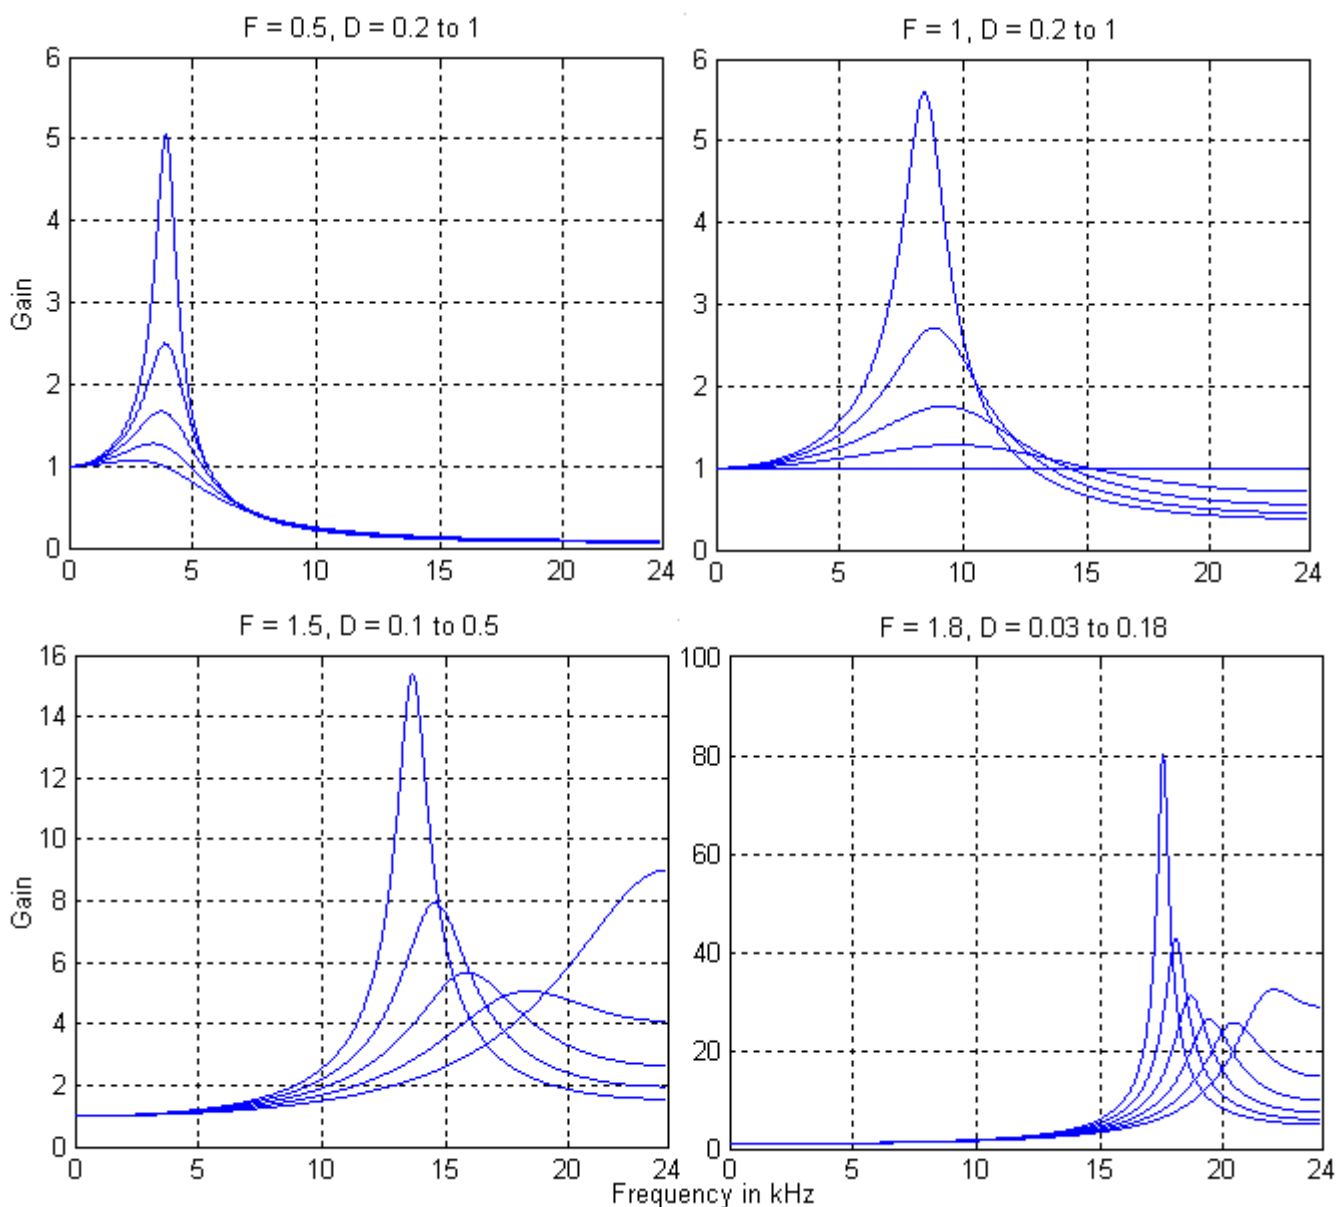 F = 0.5, D = 0.2 to 1
6
5
4
3
2
1
0
Gain
0 5 10 15 20 24
F = 1, D = 0.2 to 1
6
5
4
3
2
1
0
0 5 10 15 20 24
F = 1.5, D = 0.1 to 0.5
16
14
12
10
8
6
4
2
0
Gain
0 5 10 15 20 24
F = 1.8, D = 0.03 to 0.18
100
80
60
40
20
0
0 5 10 15 20 24
Frequency in kHz